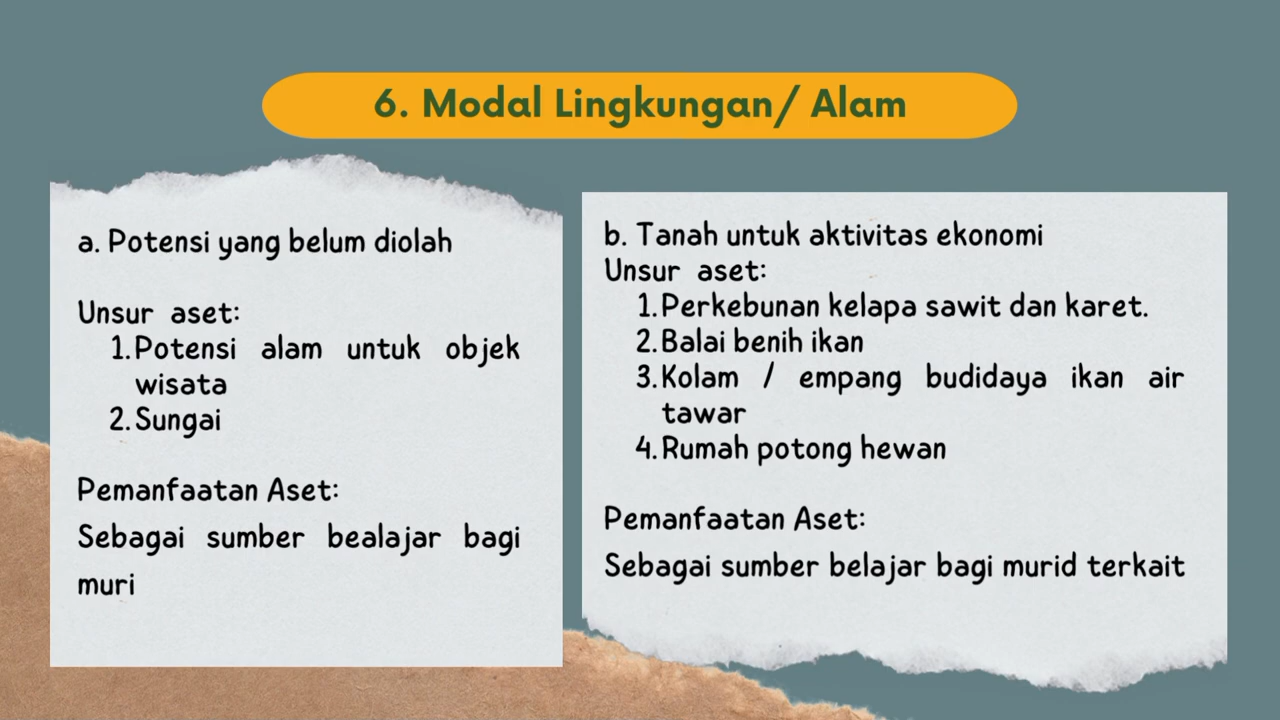 6. Modal Lingkungan/ Alam
a. Potensi yang belum diolah
Unsur aset:
1. Potensi alam untuk objek
wisata
2. Sungai
Pemanfaatan Aset:
Sebagai sumber bealajar bagi
muri
b. Tanah untuk aktivitas ekonomi
Unsur aset:
1. Perkebunan kelapa sawit dan karet.
2. Balai benih ikan
3. Kolam / empang budidaya ikan air
tawar
4. Rumah potong hewan
Pemanfaatan Aset:
Sebagai sumber belajar bagi murid terkait